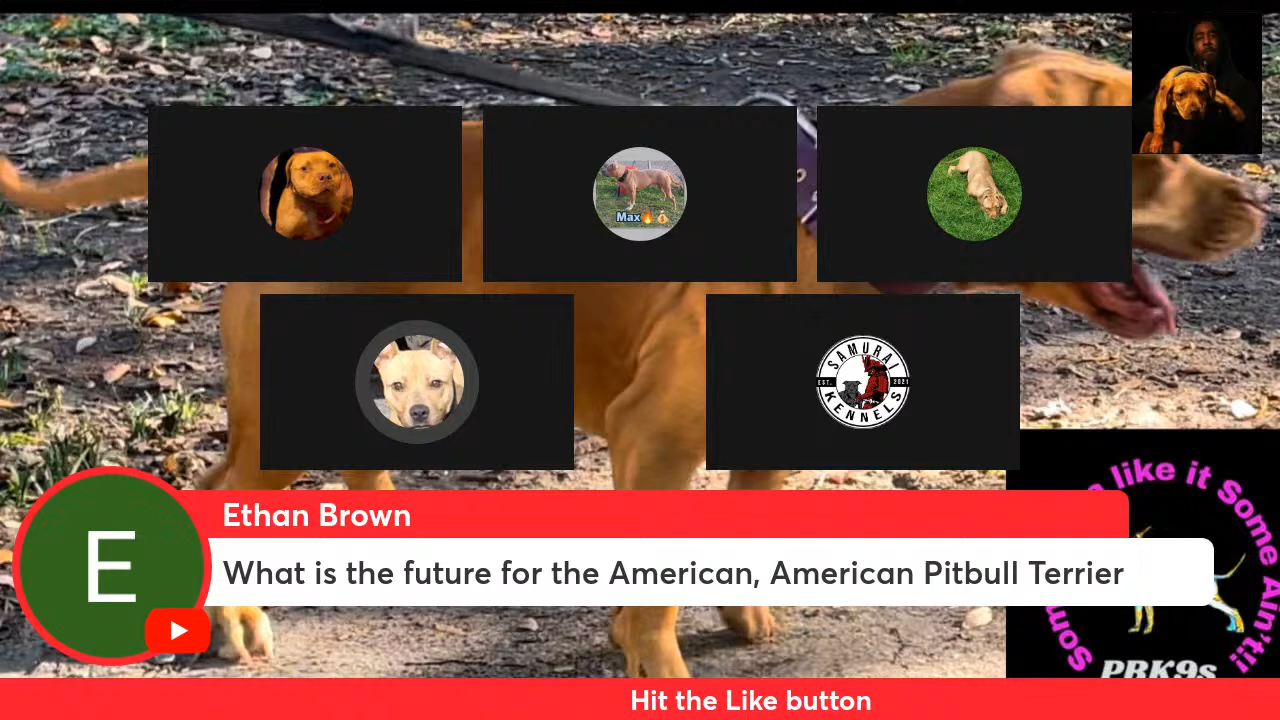 Max🔥💰
SAMURAI
EST. 2021
KENNELS
Ethan Brown
What is the future for the American, American Pitbull Terrier
E
like it Some Ain't!!
Som
PBK9s
Hit the Like button